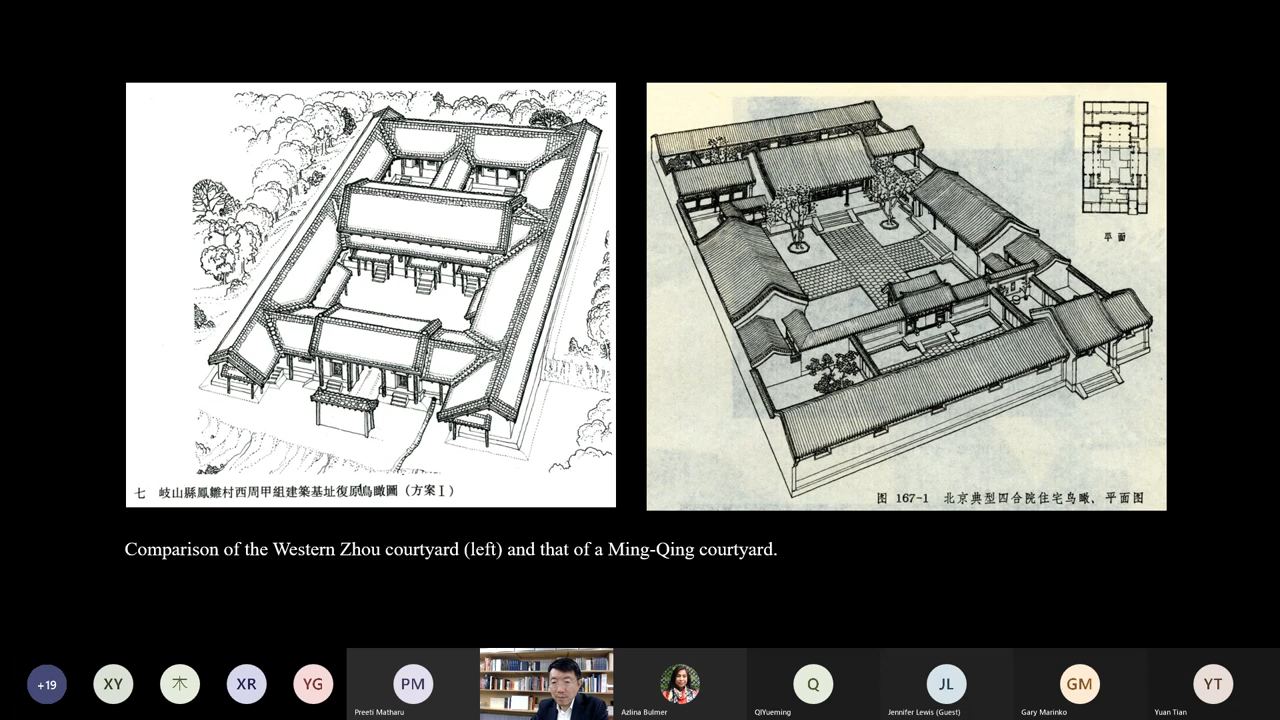 平面
七 岐山縣鳳雛村西周甲組建築基址復原鳥瞰圖（方案Ⅰ）
图 167-1 北京典型四合院住宅鸟瞰、平面图
Comparison of the Western Zhou courtyard (left) and that of a Ming-Qing courtyard.
+19
XY
木
XR
YG
PM
Q
JL
GM
YT
Preeti Matharu
Azlina Bulmer
QIYueming
Jennifer Lewis (Guest)
Gary Marinko
Yuan Tian